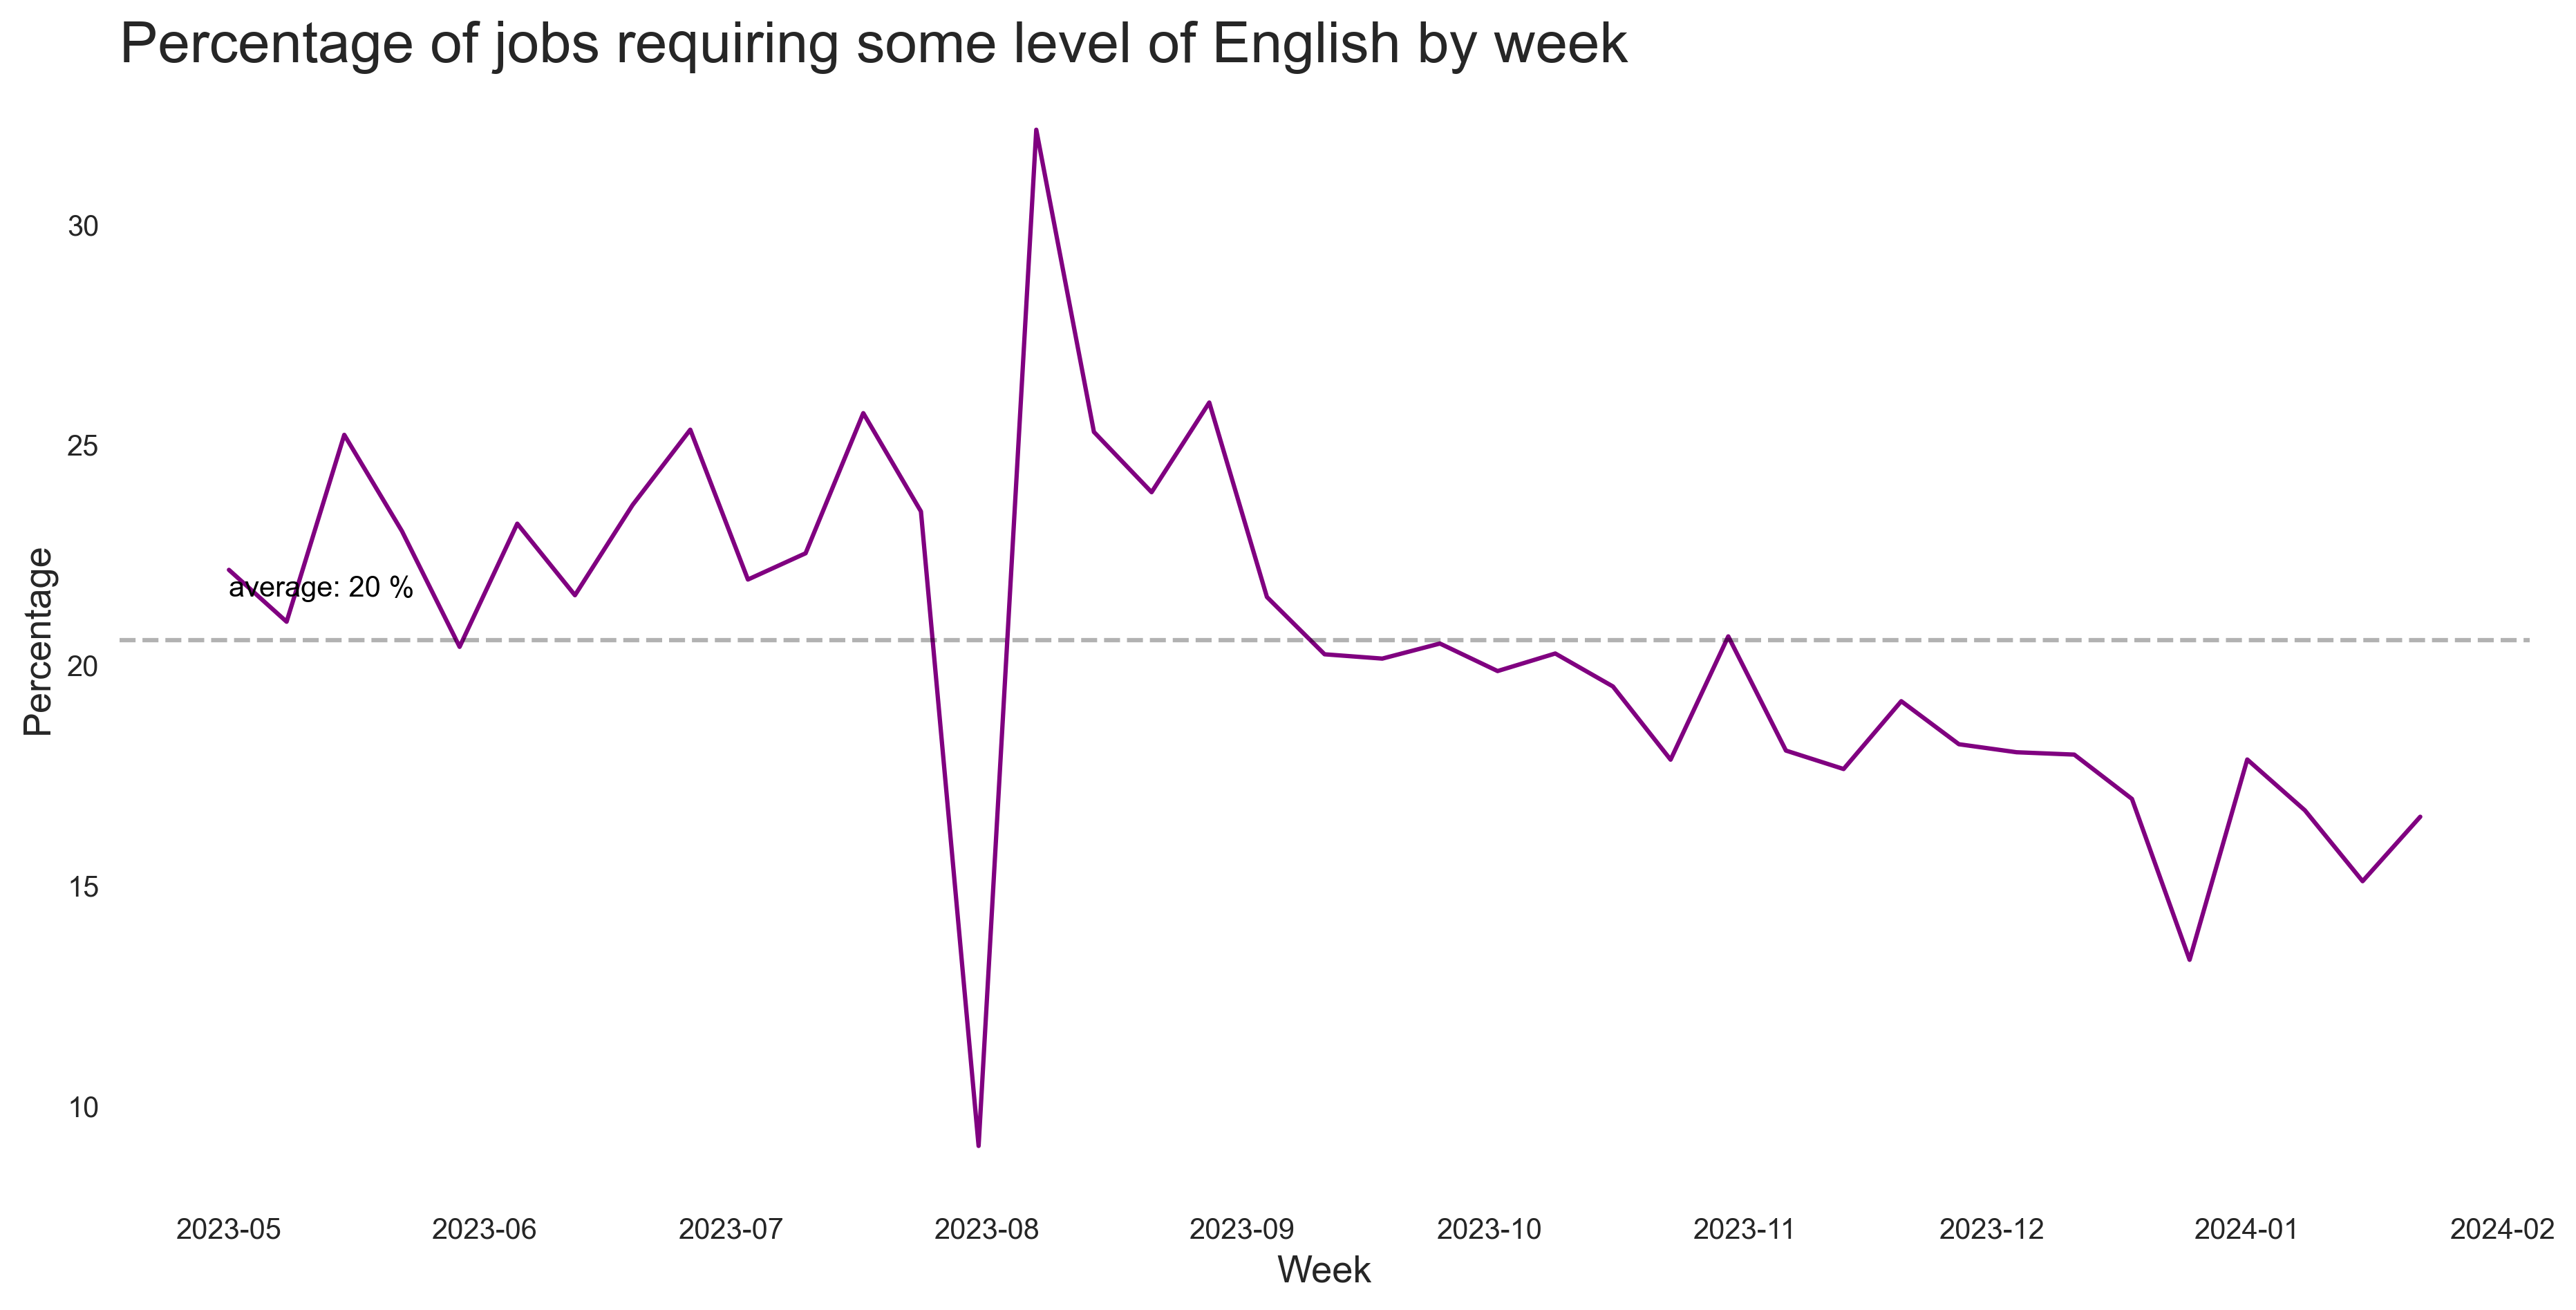 Percentage of jobs requiring some level of English by week
30
25
average: 20 %
20
15
10
Percentage
2023-05 2023-06 2023-07 2023-08 2023-09 2023-10 2023-11 2023-12 2024-01 2024-02
Week